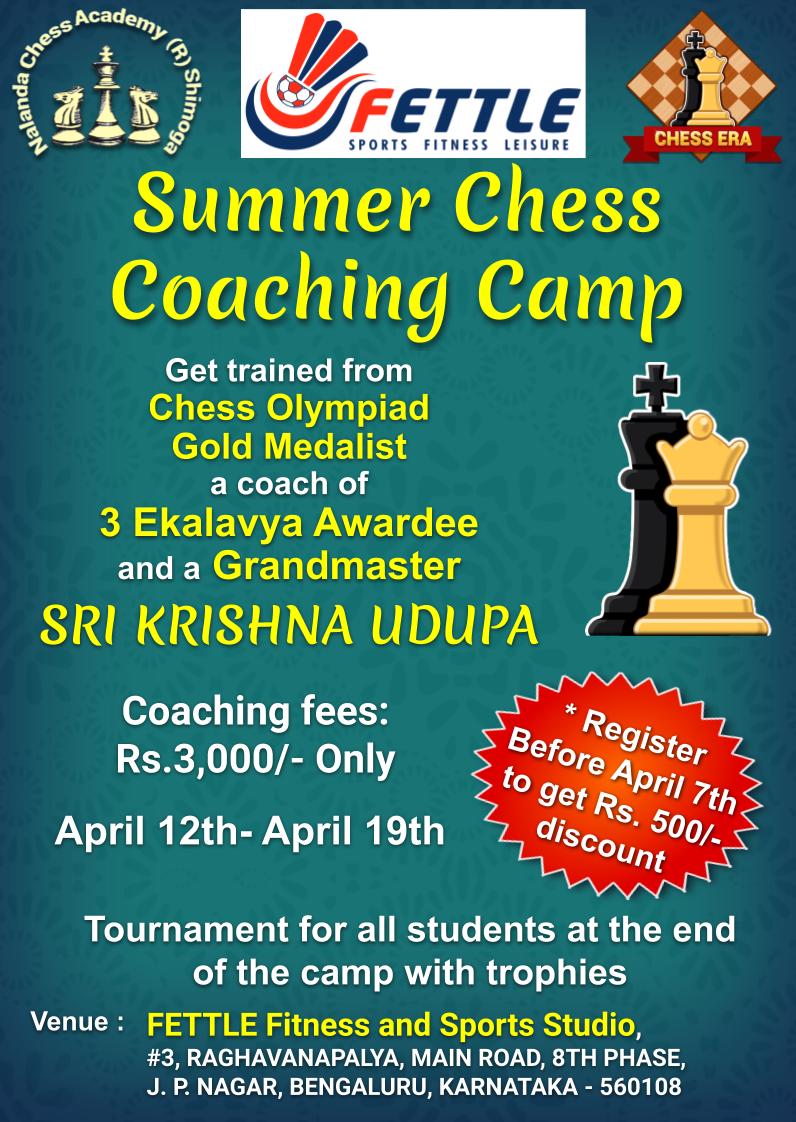 Nalanda Chess Academy (R) Shimoga
FETTLE
SPORTS FITNESS LEISURE
CHESS ERA
Summer Chess
Coaching Camp
Get trained from
Chess Olympiad
Gold Medalist
a coach of
3 Ekalavya Awardee
and a Grandmaster
SRI KRISHNA UDUPA
Coaching fees:
Rs.3,000/- Only
April 12th- April 19th
* Register
Before April 7th
to get Rs. 500/-
discount
Tournament for all students at the end
of the camp with trophies
Venue : FETTLE Fitness and Sports Studio,
#3, RAGHAVANAPALYA, MAIN ROAD, 8TH PHASE,
J. P. NAGAR, BENGALURU, KARNATAKA - 560108